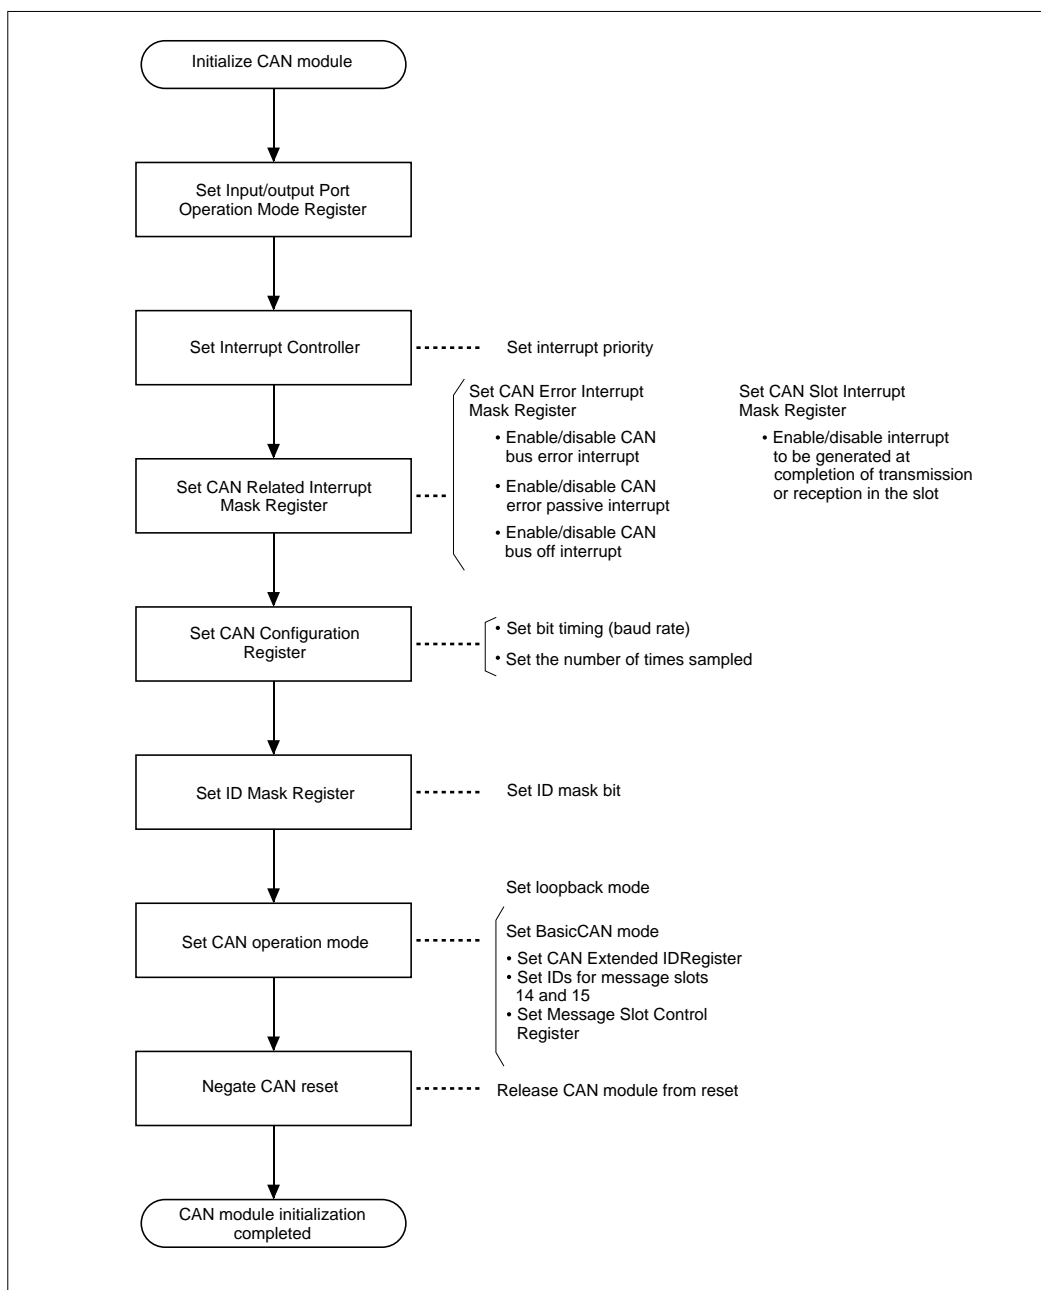 Initialize CAN module
Set Input/output Port
Operation Mode Register
Set Interrupt Controller
Set interrupt priority
Set CAN Error Interrupt
Mask Register
• Enable/disable CAN
bus error interrupt
• Enable/disable CAN
error passive interrupt
• Enable/disable CAN
bus off interrupt
Set CAN Slot Interrupt
Mask Register
• Enable/disable interrupt
to be generated at
completion of transmission
or reception in the slot
Set CAN Related Interrupt
Mask Register
Set CAN Configuration
Register
• Set bit timing (baud rate)
• Set the number of times sampled
Set ID Mask Register
Set ID mask bit
Set CAN operation mode
Set loopback mode
Set BasicCAN mode
• Set CAN Extended IDRegister
• Set IDs for message slots
14 and 15
• Set Message Slot Control
Register
Negate CAN reset
Release CAN module from reset
CAN module initialization
completed